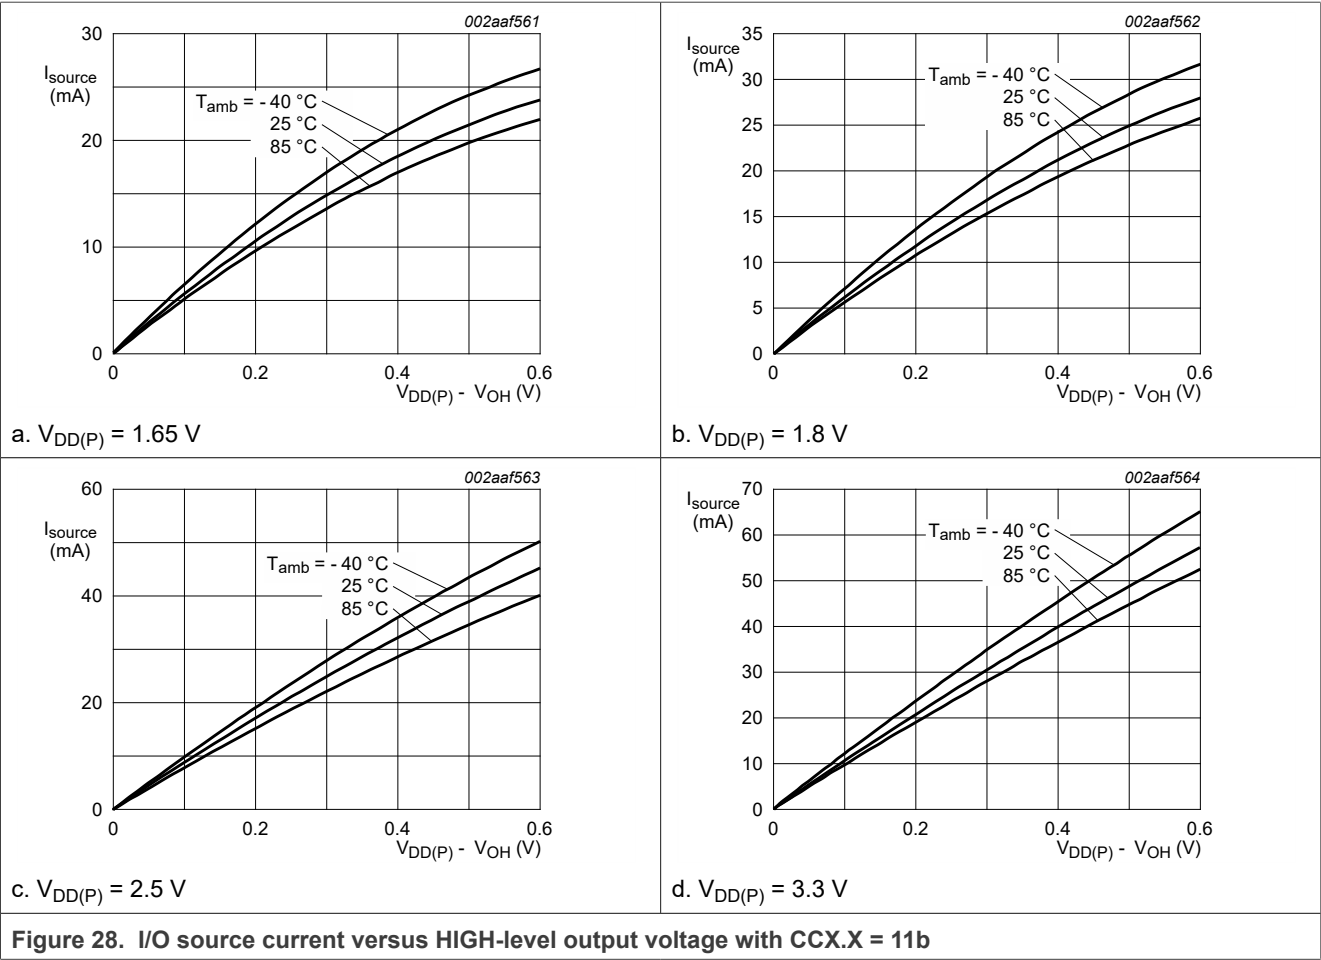 002aaf561
30
Isource
(mA)
Tamb = - 40 °C
25 °C
85 °C
20
10
0
0 0.2 0.4 0.6
VDD(P) - VOH (V)
a. VDD(P) = 1.65 V
002aaf562
35
Isource
(mA)
30
Tamb = - 40 °C
25 °C
85 °C
25
20
15
10
5
0
0 0.2 0.4 0.6
VDD(P) - VOH (V)
b. VDD(P) = 1.8 V
002aaf563
60
Isource
(mA)
Tamb = - 40 °C
25 °C
85 °C
40
20
0
0 0.2 0.4 0.6
VDD(P) - VOH (V)
c. VDD(P) = 2.5 V
002aaf564
70
Isource
(mA)
60
Tamb = - 40 °C
25 °C
85 °C
50
40
30
20
10
0
0 0.2 0.4 0.6
VDD(P) - VOH (V)
d. VDD(P) = 3.3 V
Figure 28. I/O source current versus HIGH-level output voltage with CCX.X = 11b